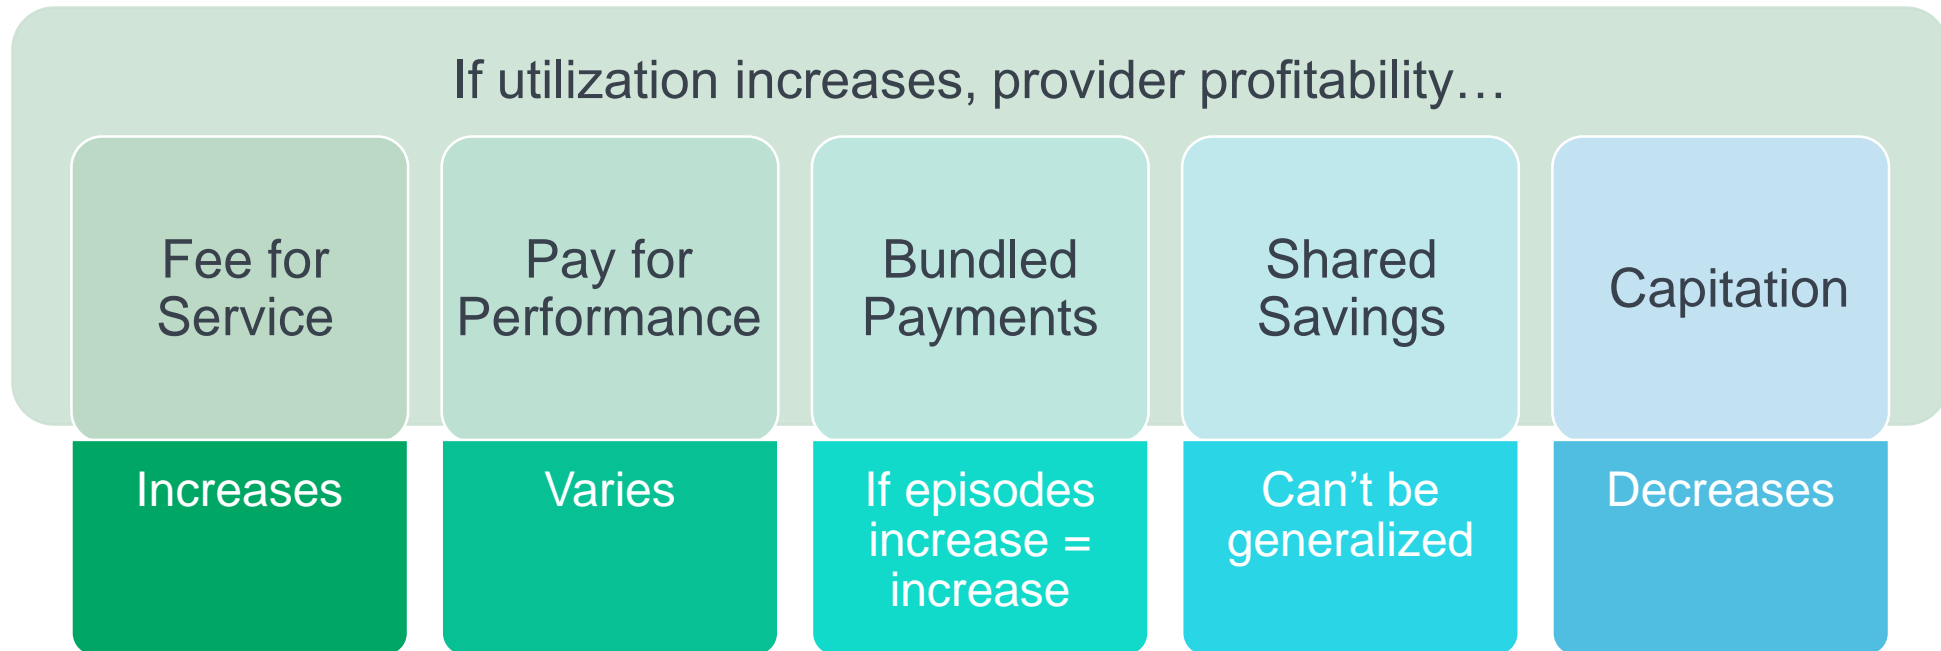 If utilization increases, provider profitability…
Fee for
Service
Pay for
Performance
Bundled
Payments
Shared
Savings
Capitation
Increases
Varies
If episodes
increase =
increase
Can’t be
generalized
Decreases